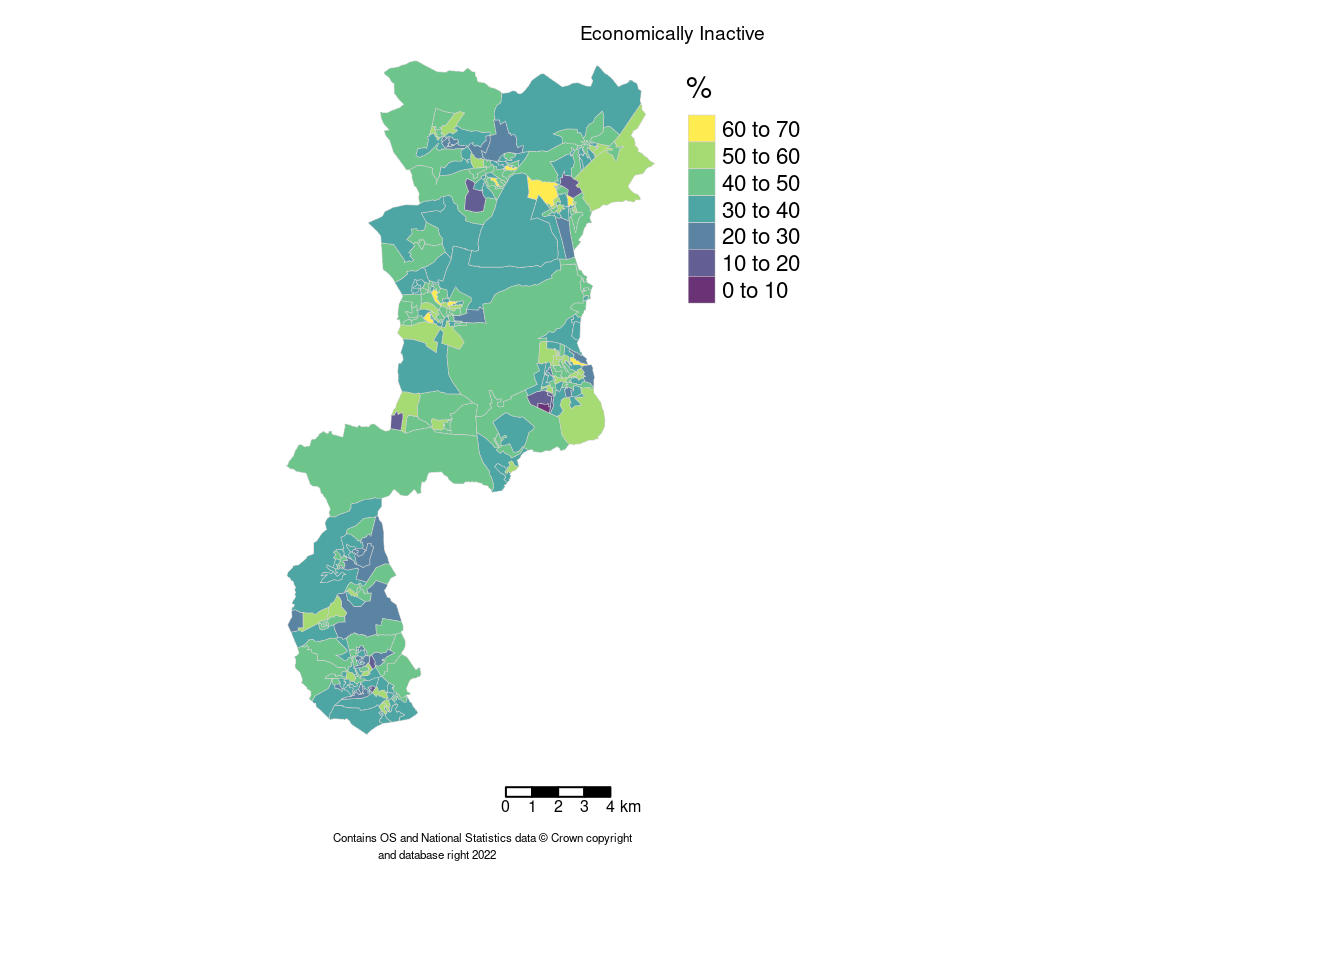 Economically Inactive
%
60 to 70
50 to 60
40 to 50
30 to 40
20 to 30
10 to 20
0 to 10
0 1 2 3 4 km
Contains OS and National Statistics data © Crown copyright
and database right 2022